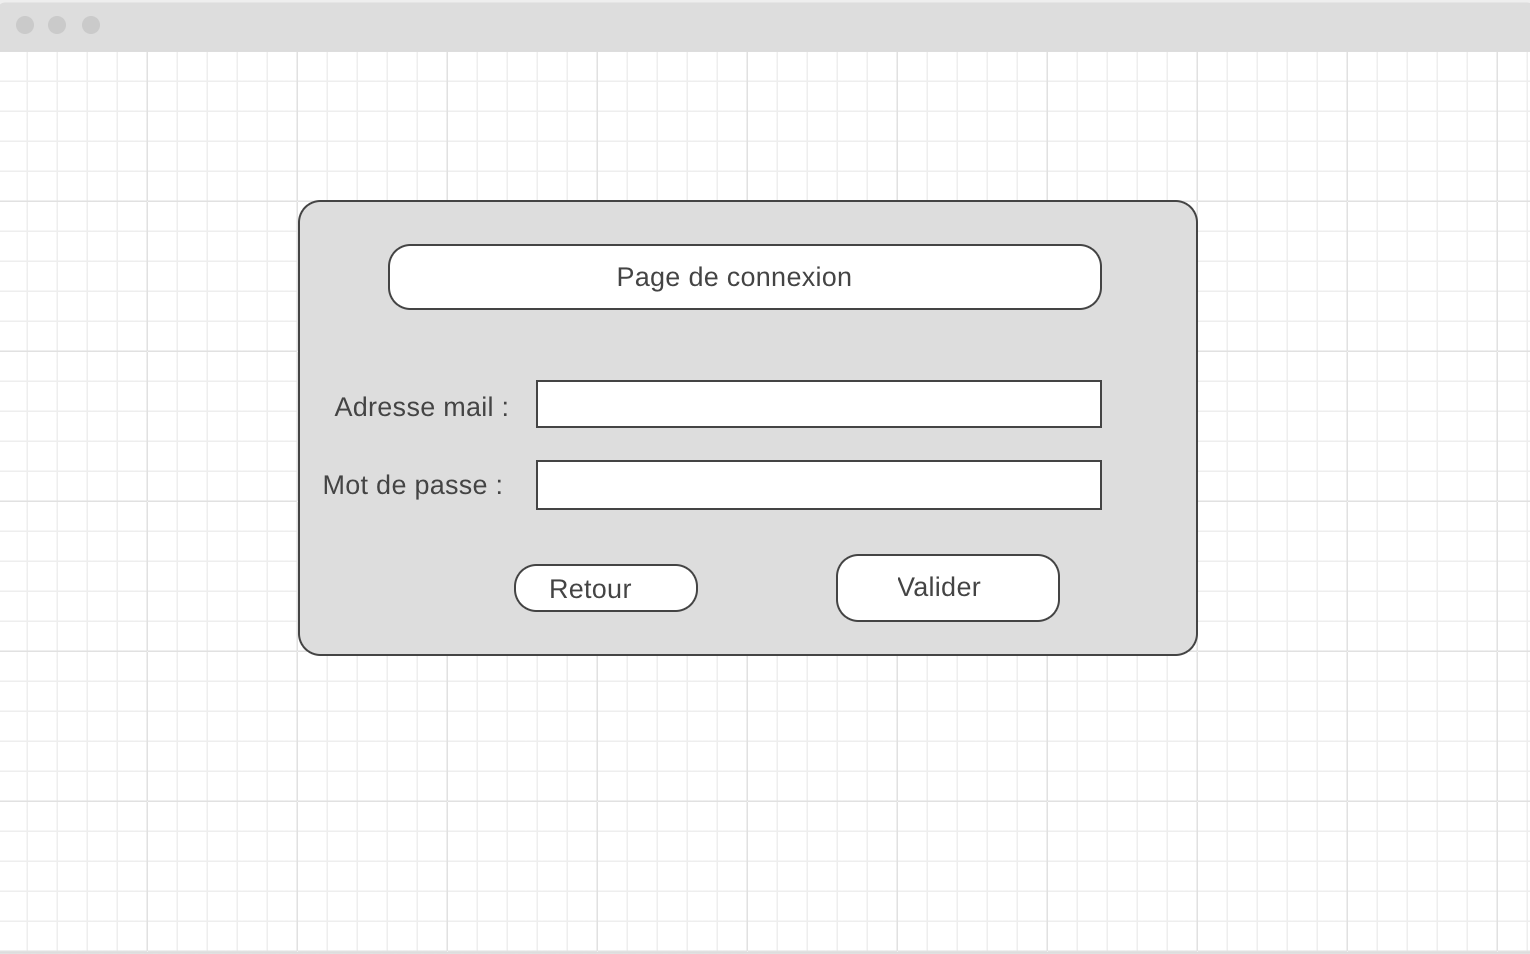 Page de connexion
Adresse mail :
Mot de passe :
Retour
Valider